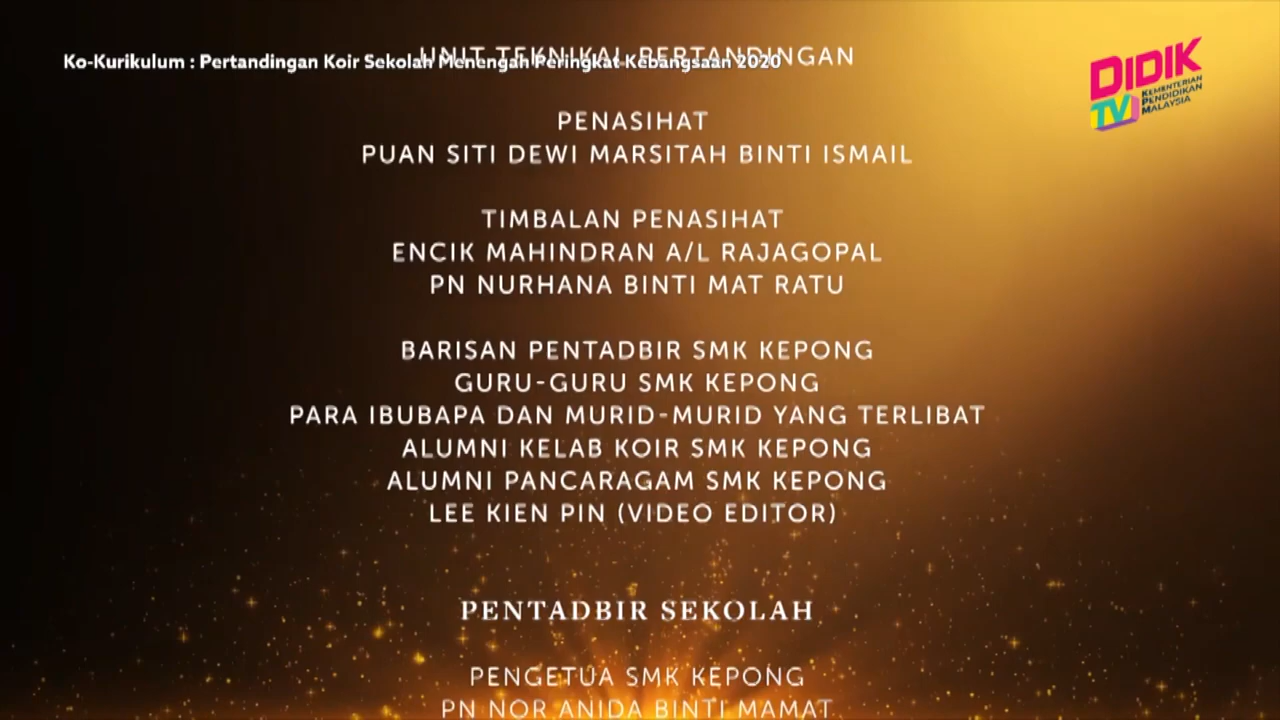 UNIT TEKNIKAL PERTANDINGAN
Ko-Kurikulum : Pertandingan Koir Sekolah Menengah Peringkat Kebangsaan 2020
DIDIK
TV
KEMENTERIAN
PENDIDIKAN
MALAYSIA
PENASIHAT
PUAN SITI DEWI MARSITAH BINTI ISMAIL
TIMBALAN PENASIHAT
ENCIK MAHINDRAN A/L RAJAGOPAL
PN NURHANA BINTI MAT RATU
BARISAN PENTADBIR SMK KEPONG
GURU-GURU SMK KEPONG
PARA IBUBAPA DAN MURID-MURID YANG TERLIBAT
ALUMNI KELAB KOIR SMK KEPONG
ALUMNI PANCARAGAM SMK KEPONG
LEE KIEN PIN (VIDEO EDITOR)
PENTADBIR SEKOLAH
PENGETUA SMK KEPONG
PN NOR ANIDA BINTI MAMAT